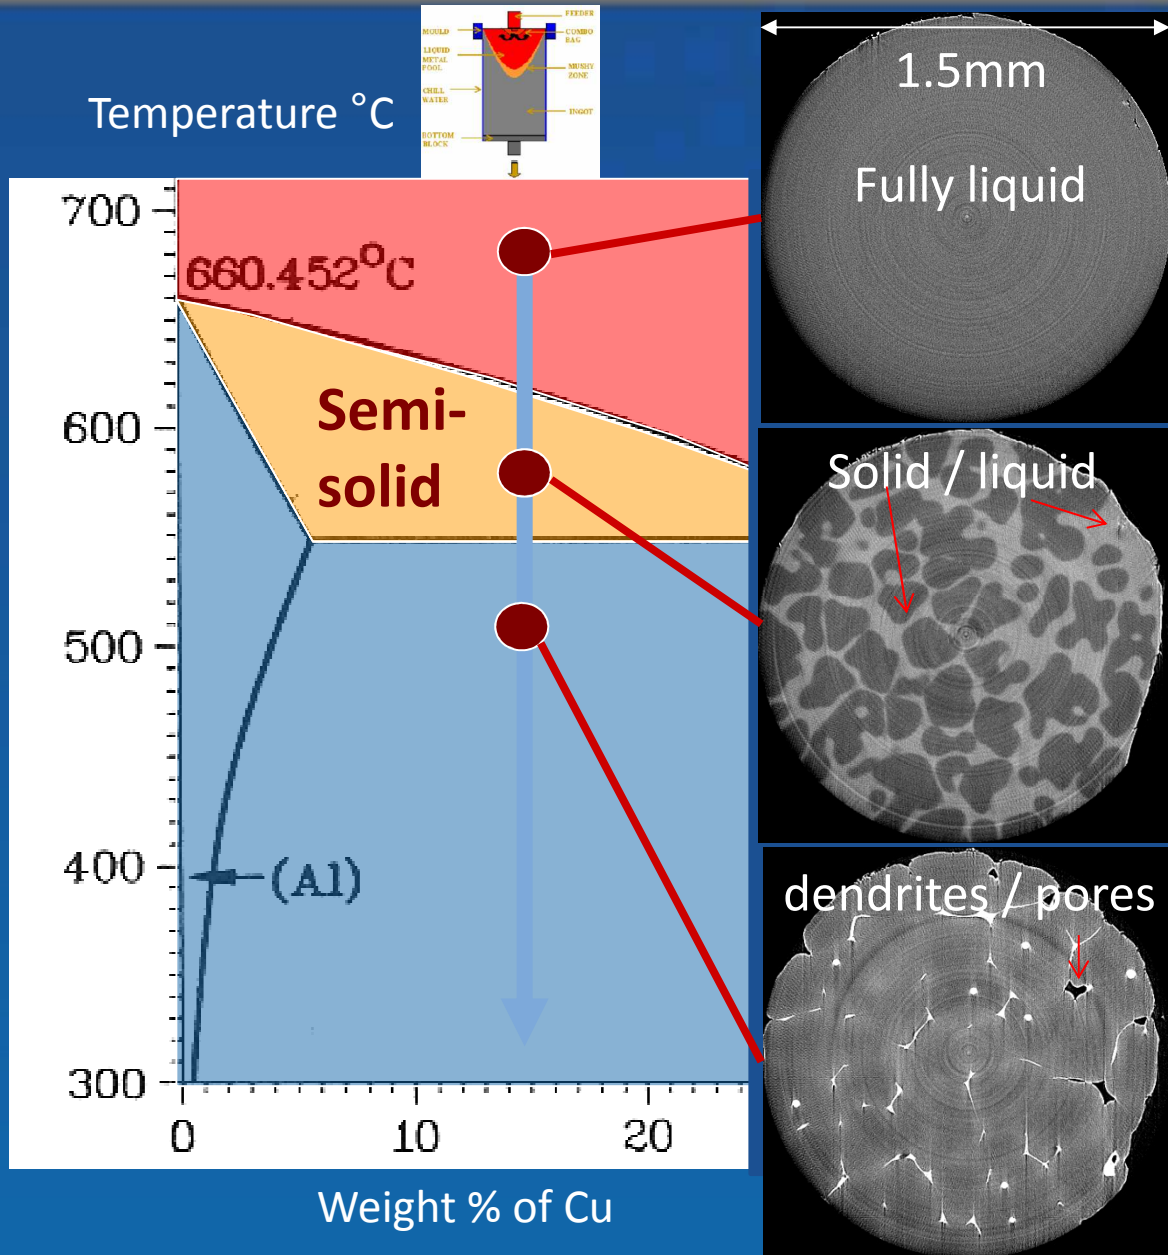 FEEDER
MOULD
COMBO
BAG
LIQUID
METAL
POOL
MUSHY
ZONE
CHILL
WATER
INGOT
BOTTOM
BLOCK
Temperature °C
700
660.452°C
600
Semi-
solid
500
400
(Al)
300
0
10
20
Weight % of Cu
1.5mm
Fully liquid
Solid / liquid
dendrites / pores